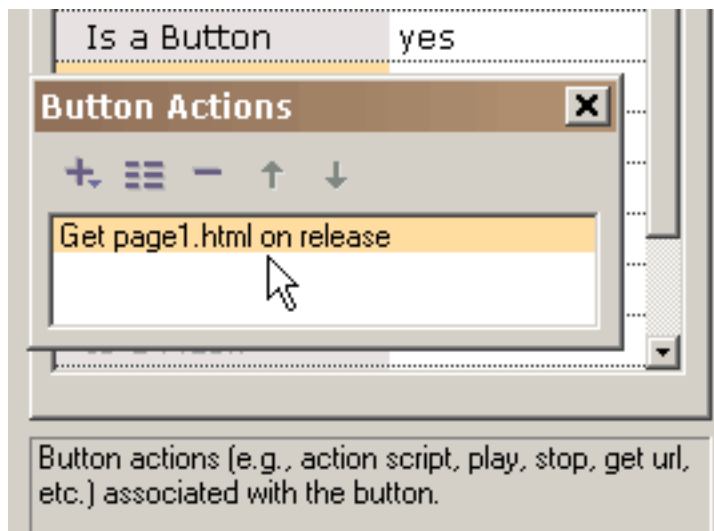 Is a Button yes
Button Actions
Get page1.html on release
Button actions (e.g., action script, play, stop, get url,
etc.) associated with the button.